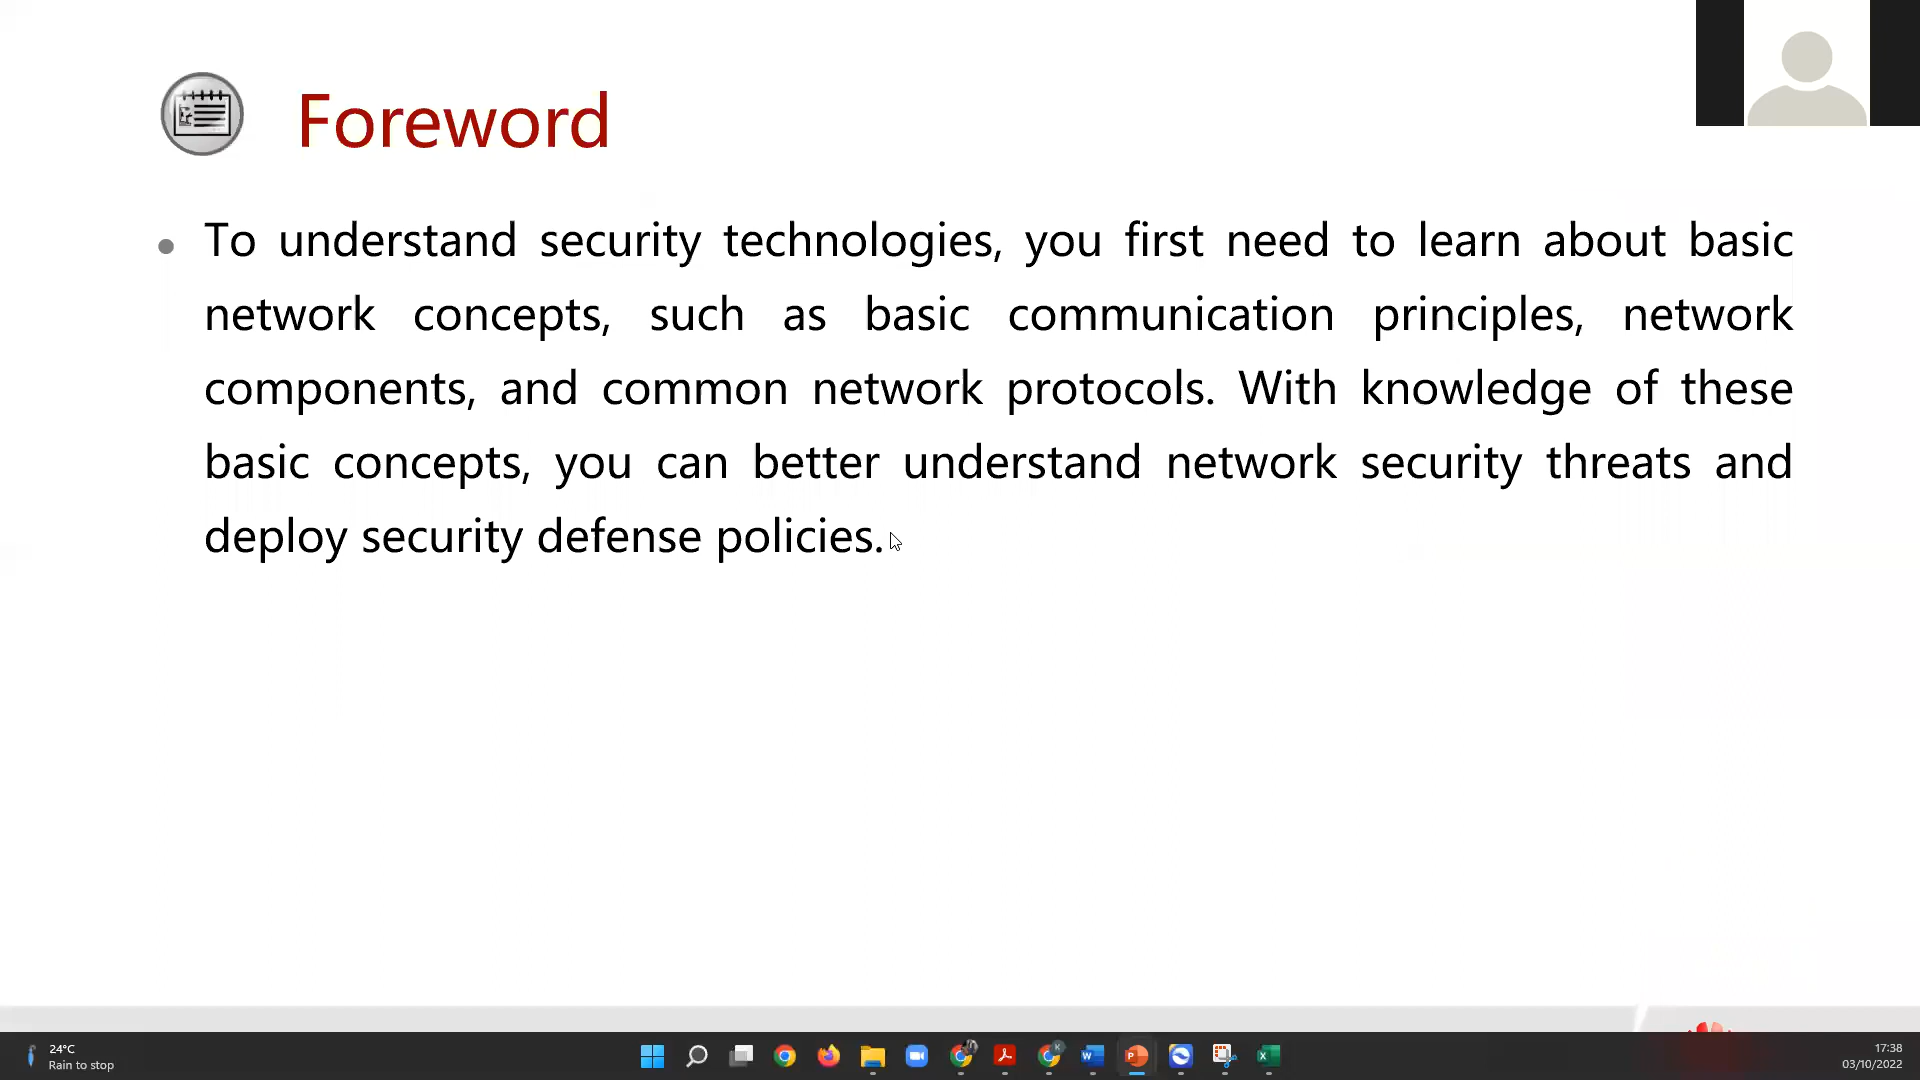 Foreword
To understand security technologies, you first need to learn about basic
network concepts, such as basic communication principles, network
components, and common network protocols. With knowledge of these
basic concepts, you can better understand network security threats and
deploy security defense policies.
24°C
Rain to stop
17:38
03/10/2022